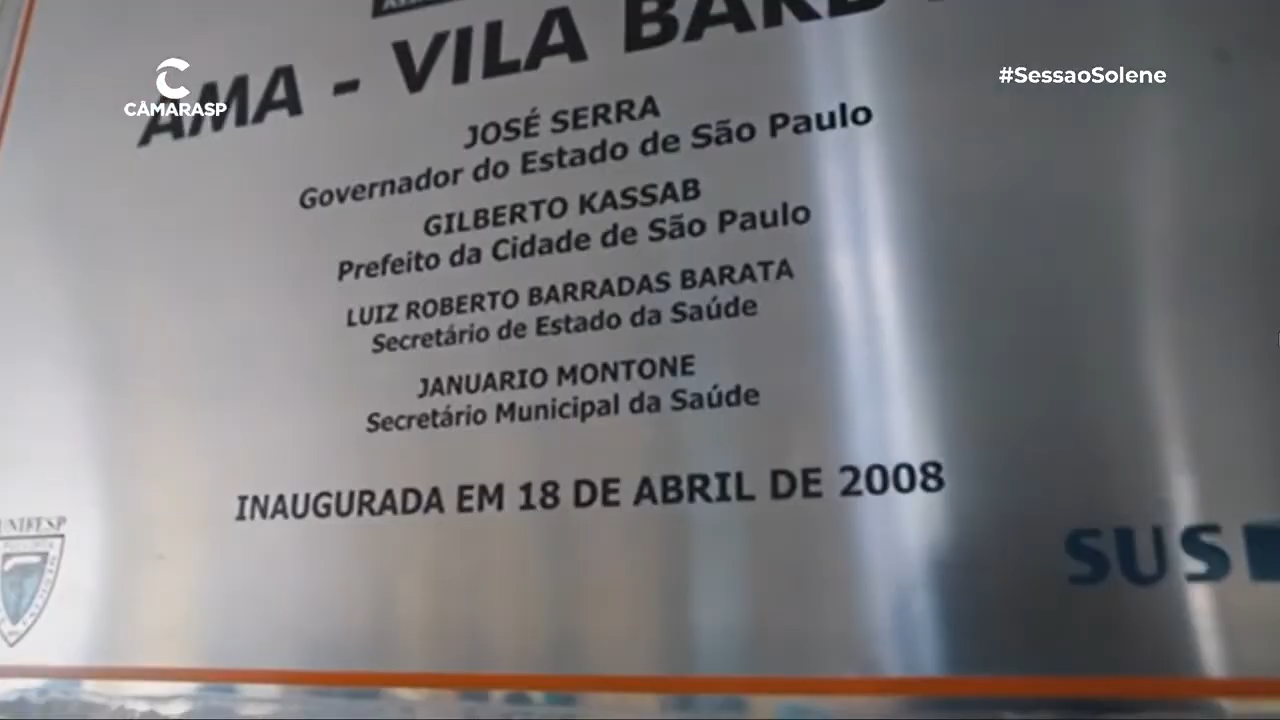 AMA - VILA BARB
CÂMARASP
#SessaoSolene
JOSÉ SERRA
Governador do Estado de São Paulo
GILBERTO KASSAB
Prefeito da Cidade de São Paulo
LUIZ ROBERTO BARRADAS BARATA
Secretário de Estado da Saúde
JANUARIO MONTONE
Secretário Municipal da Saúde
INAUGURADA EM 18 DE ABRIL DE 2008
UNIFESP
SUS